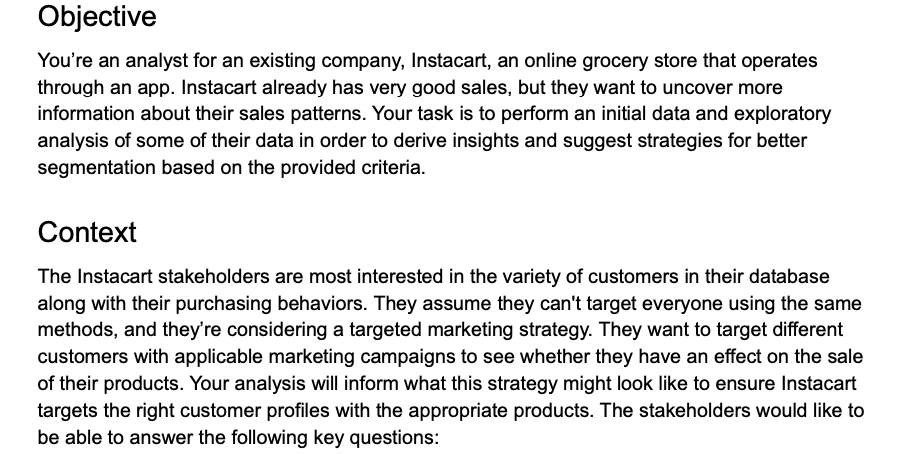 Objective
You’re an analyst for an existing company, Instacart, an online grocery store that operates
through an app. Instacart already has very good sales, but they want to uncover more
information about their sales patterns. Your task is to perform an initial data and exploratory
analysis of some of their data in order to derive insights and suggest strategies for better
segmentation based on the provided criteria.
Context
The Instacart stakeholders are most interested in the variety of customers in their database
along with their purchasing behaviors. They assume they can't target everyone using the same
methods, and they’re considering a targeted marketing strategy. They want to target different
customers with applicable marketing campaigns to see whether they have an effect on the sale
of their products. Your analysis will inform what this strategy might look like to ensure Instacart
targets the right customer profiles with the appropriate products. The stakeholders would like to
be able to answer the following key questions: